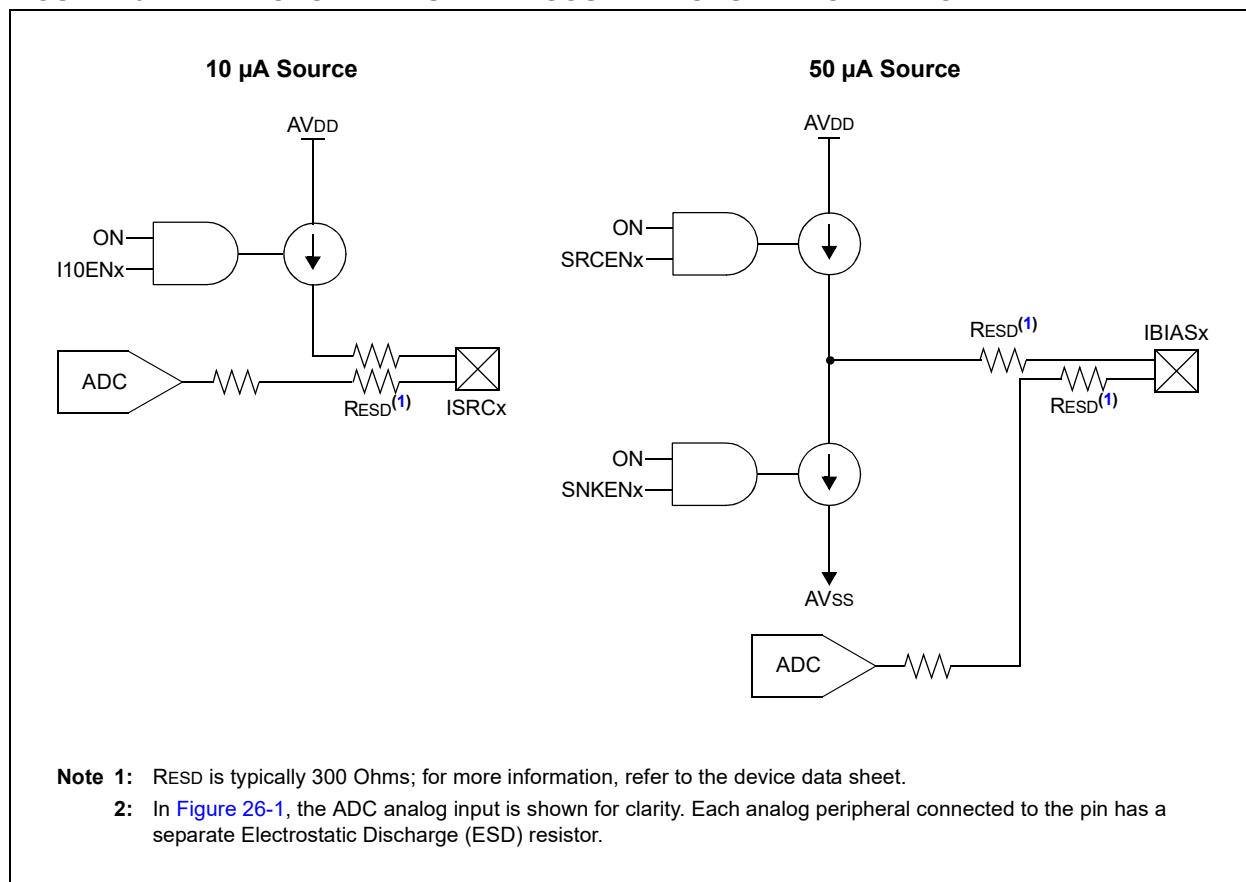 10 µA Source
50 µA Source
AVDD
AVDD
ON
I10ENx
ON
SRCENx
RESD(1)
IBIASx
ADC
RESD(1)
ISRCx
RESD(1)
ON
SNKENx
AVSS
ADC
Note 1: RESD is typically 300 Ohms; for more information, refer to the device data sheet.
2: In Figure 26-1, the ADC analog input is shown for clarity. Each analog peripheral connected to the pin has a
separate Electrostatic Discharge (ESD) resistor.